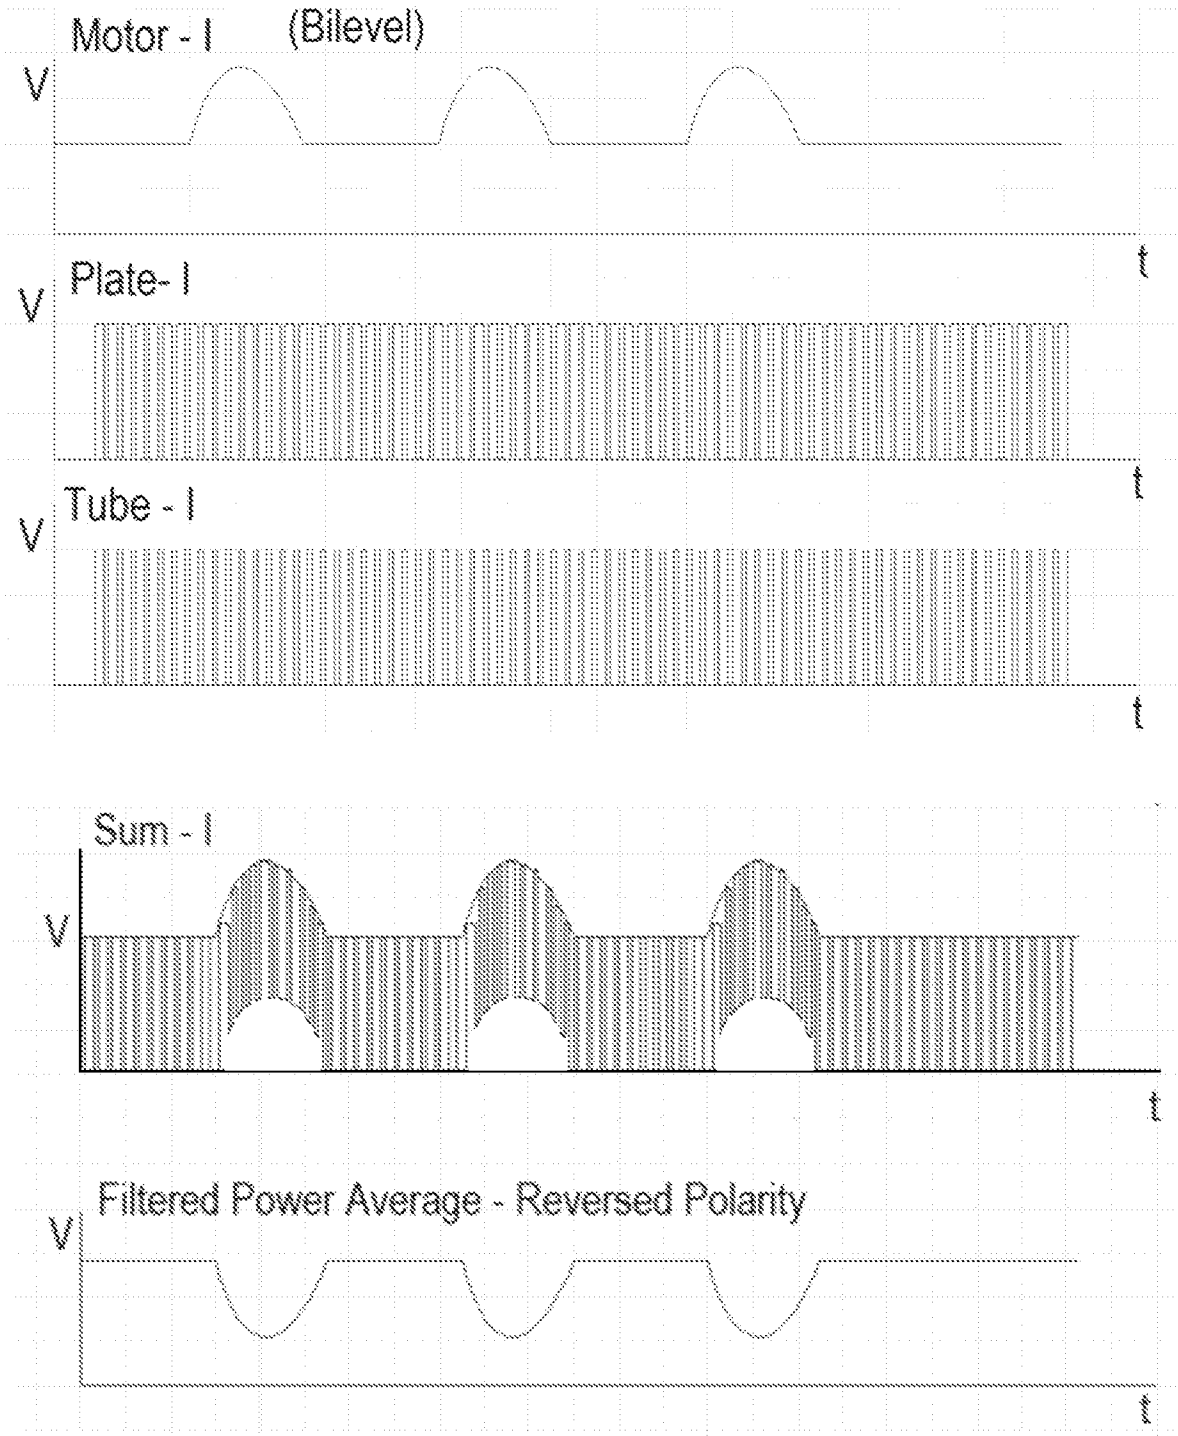 Motor - I (Bilevel)
V
t
Plate- I
V
t
Tube - I
V
t
Sum - I
V
t
Filtered Power Average - Reversed Polarity
V
t